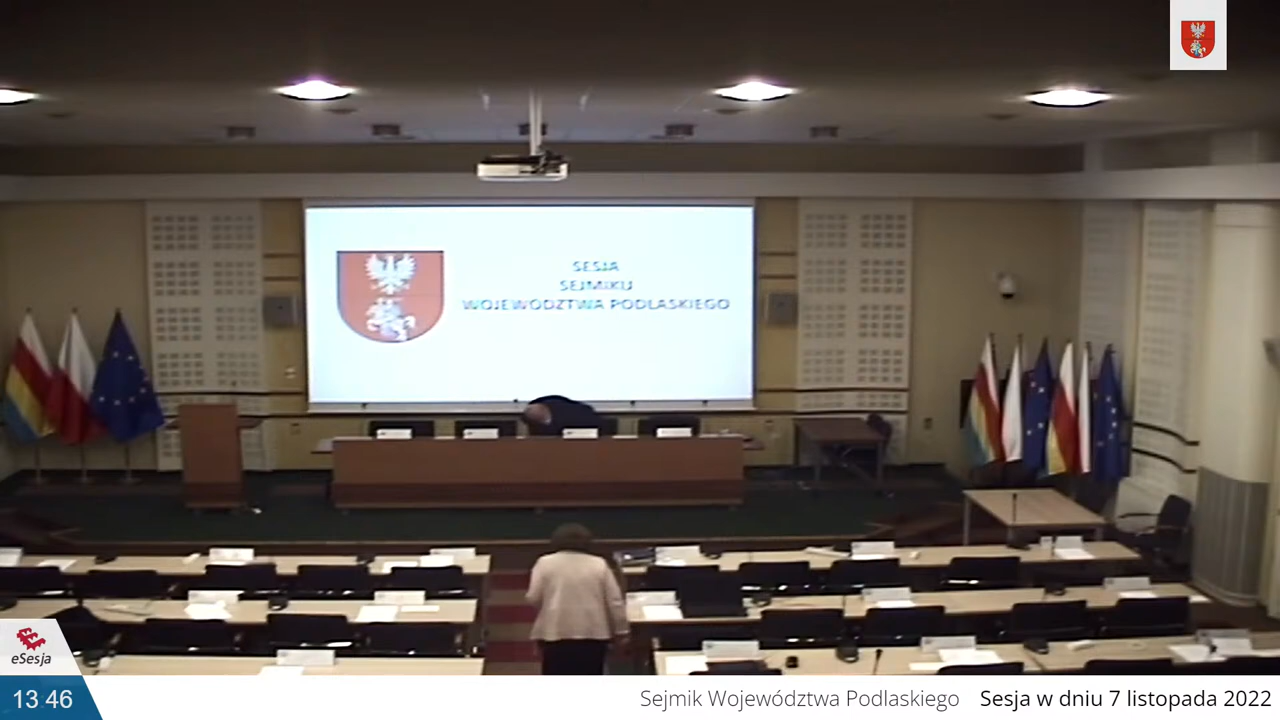 SESJA
SEJMIKU
WOJEWÓDZTWA PODLASKIEGO
eSesja
13:46
Sejmik Województwa Podlaskiego Sesja w dniu 7 listopada 2022